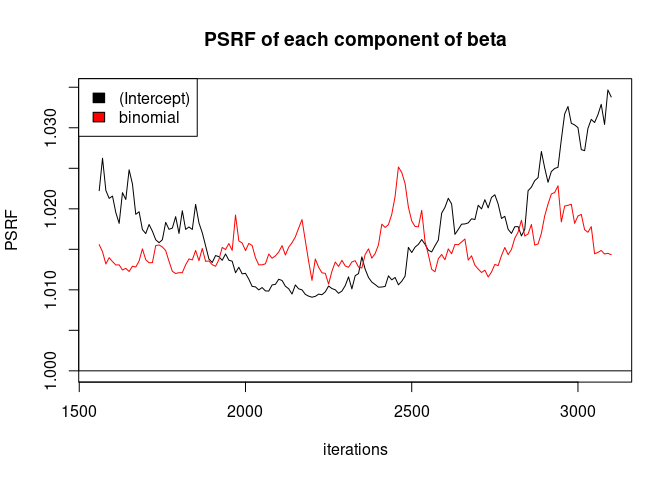 PSRF of each component of beta
(Intercept)
binomial
PSRF
1.030
1.020
1.010
1.000
1500 2000 2500 3000
iterations